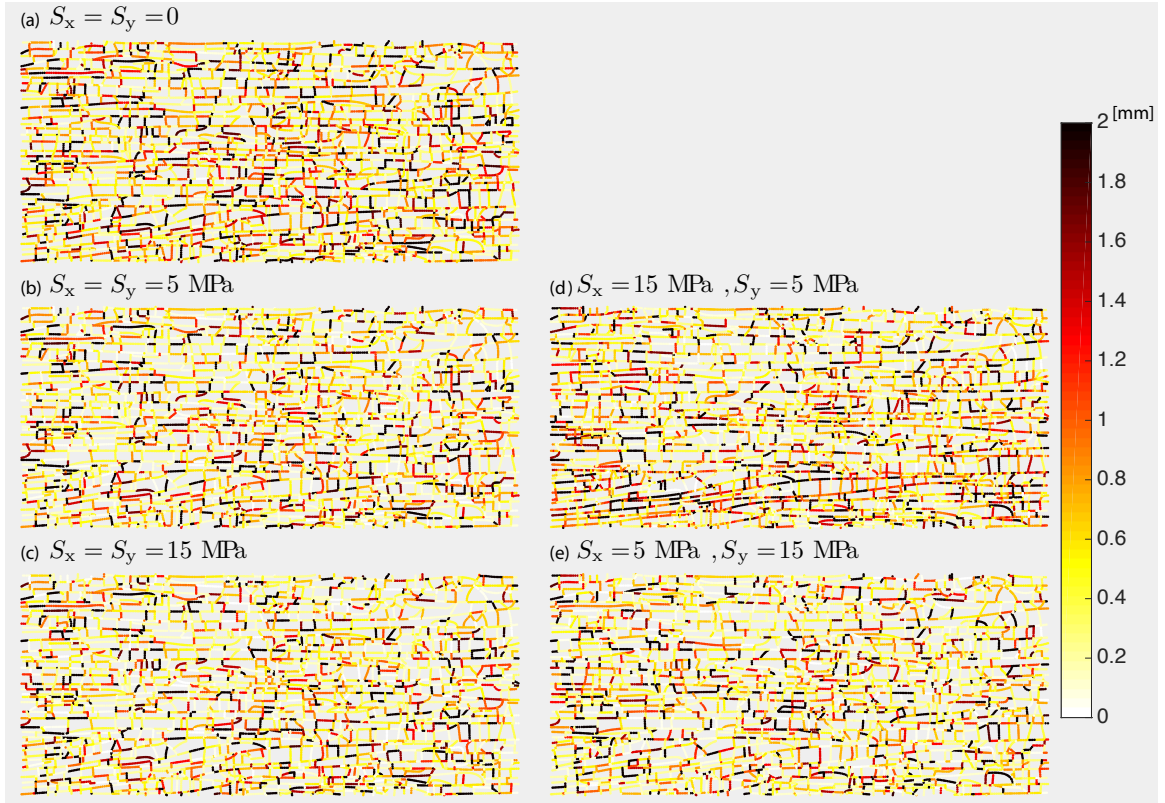 (a) Sx = Sy =0
(b) Sx = Sy =5 MPa
(c) Sx = Sy =15 MPa
(d) Sx =15 MPa , Sy =5 MPa
(e) Sx =5 MPa , Sy =15 MPa
[mm]
2
1.8
1.6
1.4
1.2
1
0.8
0.6
0.4
0.2
0